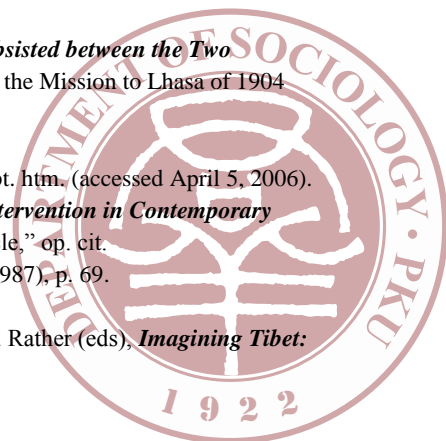 bsisted between the Two
the Mission to Lhasa of 1904
ot. htm. (accessed April 5, 2006).
tervention in Contemporary
le,” op. cit.
987), p. 69.
Rather (eds), Imagining Tibet:
DEPARTMENT OF SOCIOLOGY · PKU
1922